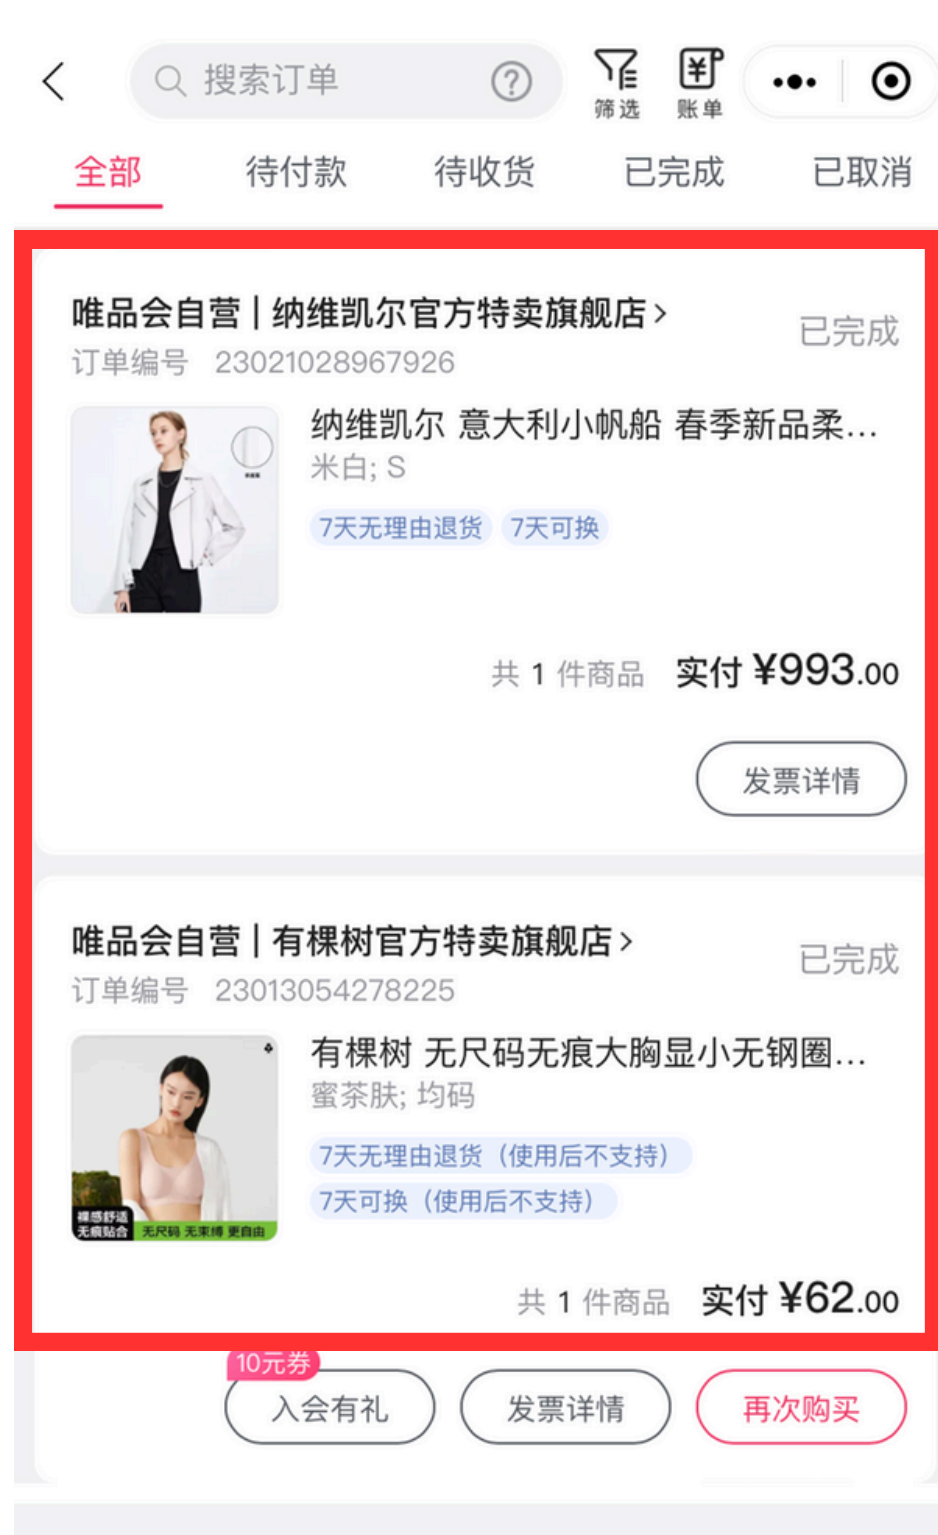 搜索订单
筛选
账单
全部 待付款 待收货 已完成 已取消
唯品会自营 | 纳维凯尔官方特卖旗舰店 >
已完成
订单编号 23021028967926
纳维凯尔 意大利小帆船 春季新品柔...
米白; S
7天无理由退货 7天可换
共 1 件商品 实付 ¥993.00
发票详情
唯品会自营 | 有棵树官方特卖旗舰店 >
已完成
订单编号 23013054278225
有棵树 无尺码无痕大胸显小无钢圈...
蜜茶肤; 均码
7天无理由退货（使用后不支持）
7天可换（使用后不支持）
裸感舒适
无痕贴合
无尺码 无束缚 更自由
共 1 件商品 实付 ¥62.00
10元券
入会有礼 发票详情 再次购买